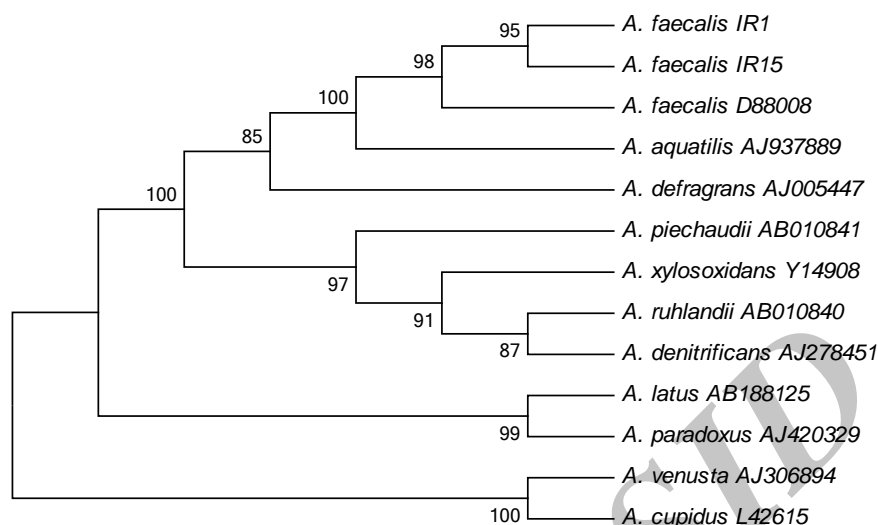 95
A. faecalis IR1
A. faecalis IR15
98
A. faecalis D88008
100
A. aquatilis AJ937889
85
A. defragrans AJ005447
100
A. piechaudii AB010841
97
A. xylosoxidans Y14908
91
A. ruhlandii AB010840
87
A. denitrificans AJ278451
A. latus AB188125
99
A. paradoxus AJ420329
A. venusta AJ306894
100
A. cupidus L42615
SID